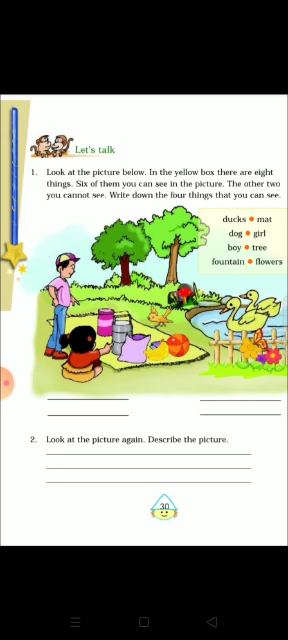 Let's talk
1. Look at the picture below. In the yellow box there are eight
things. Six of them you can see in the picture. The other two
you cannot see. Write down the four things that you can see.
ducks • mat
dog • girl
boy • tree
fountain • flowers
2. Look at the picture again. Describe the picture.
30